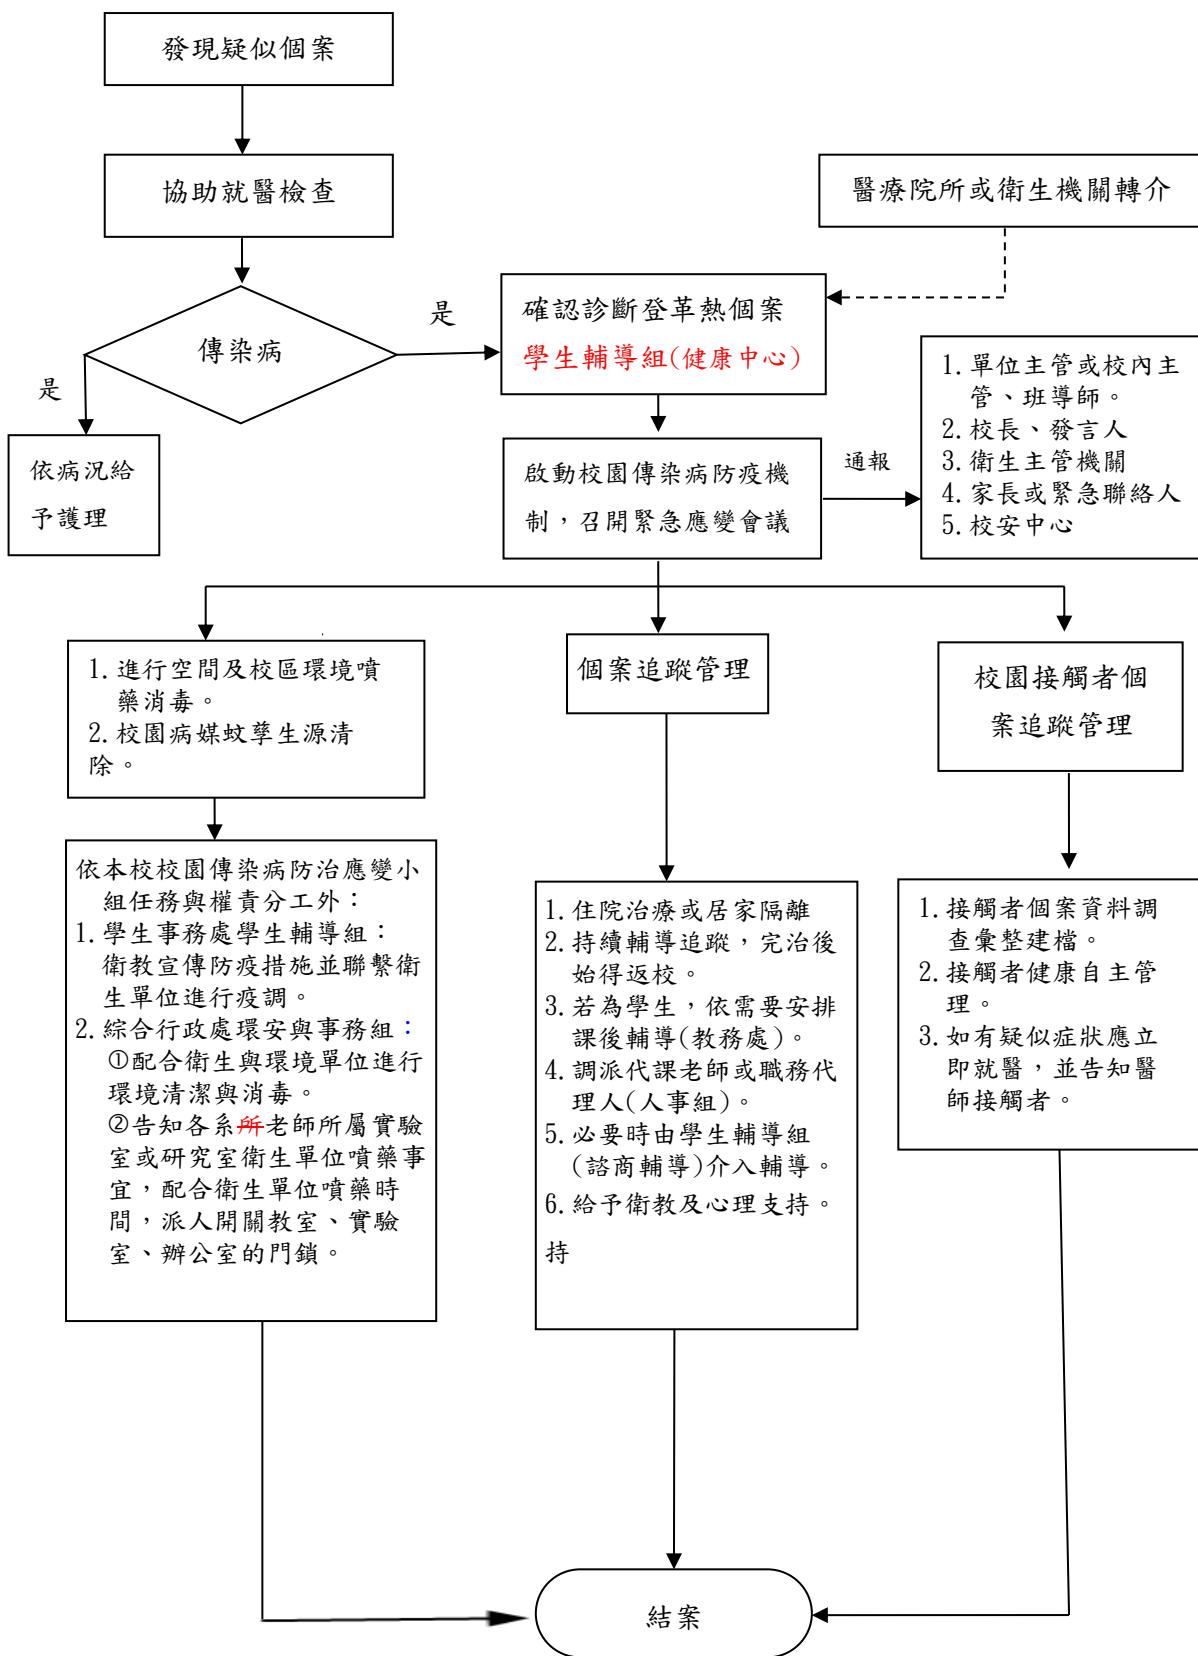 發現疑似個案
協助就醫檢查
醫療院所或衛生機關轉介
傳染病
是
是
確認診斷登革熱個案
學生輔導組(健康中心)
依病況給
予護理
啟動校園傳染病防疫機
制，召開緊急應變會議
通報
1.單位主管或校內主
管、班導師。
2.校長、發言人
3.衛生主管機關
4.家長或緊急聯絡人
5.校安中心
1.進行空間及校區環境噴
藥消毒。
2.校園病媒蚊孳生源清
除。
個案追蹤管理
校園接觸者個
案追蹤管理
依本校校園傳染病防治應變小
組任務與權責分工外：
1.學生事務處學生輔導組：
衛教宣傳防疫措施並聯繫衛
生單位進行疫調。
2.綜合行政處環安與事務組：
①配合衛生與環境單位進行
環境清潔與消毒。
②告知各系所老師所屬實驗
室或研究室衛生單位噴藥事
宜，配合衛生單位噴藥時
間，派人開關教室、實驗
室、辦公室的門鎖。
1.住院治療或居家隔離
2.持續輔導追蹤，完治後
始得返校。
3.若為學生，依需要安排
課後輔導(教務處)。
4.調派代課老師或職務代
理人(人事組)。
5.必要時由學生輔導組
(諮商輔導)介入輔導。
6.給予衛教及心理支持。
持
1.接觸者個案資料調
查彙整建檔。
2.接觸者健康自主管
理。
3.如有疑似症狀應立
即就醫，並告知醫
師接觸者。
結案